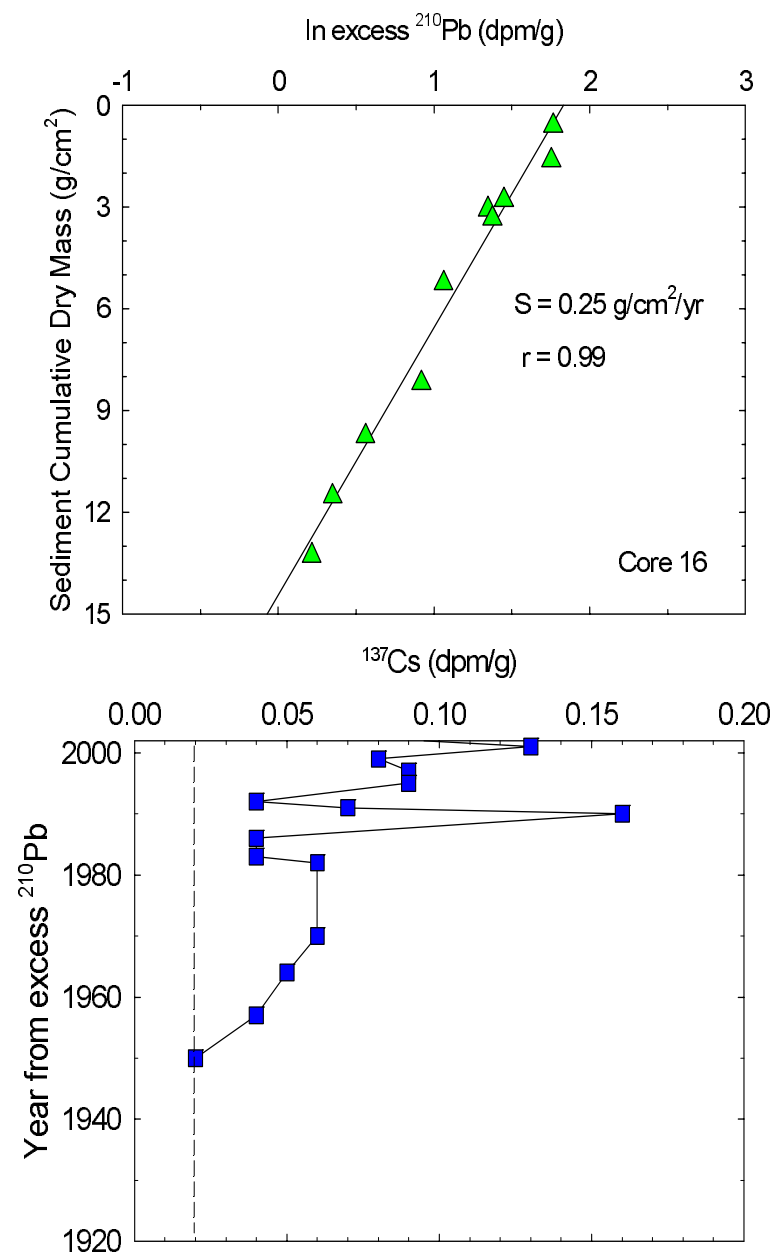 ln excess ²¹⁰Pb (dpm/g)
-1 0 1 2 3
Sediment Cumulative Dry Mass (g/cm²)
0
3
6
9
12
15
S = 0.25 g/cm²/yr
r = 0.99
Core 16
¹³⁷Cs (dpm/g)
0.00 0.05 0.10 0.15 0.20
Year from excess ²¹⁰Pb
2000
1980
1960
1940
1920